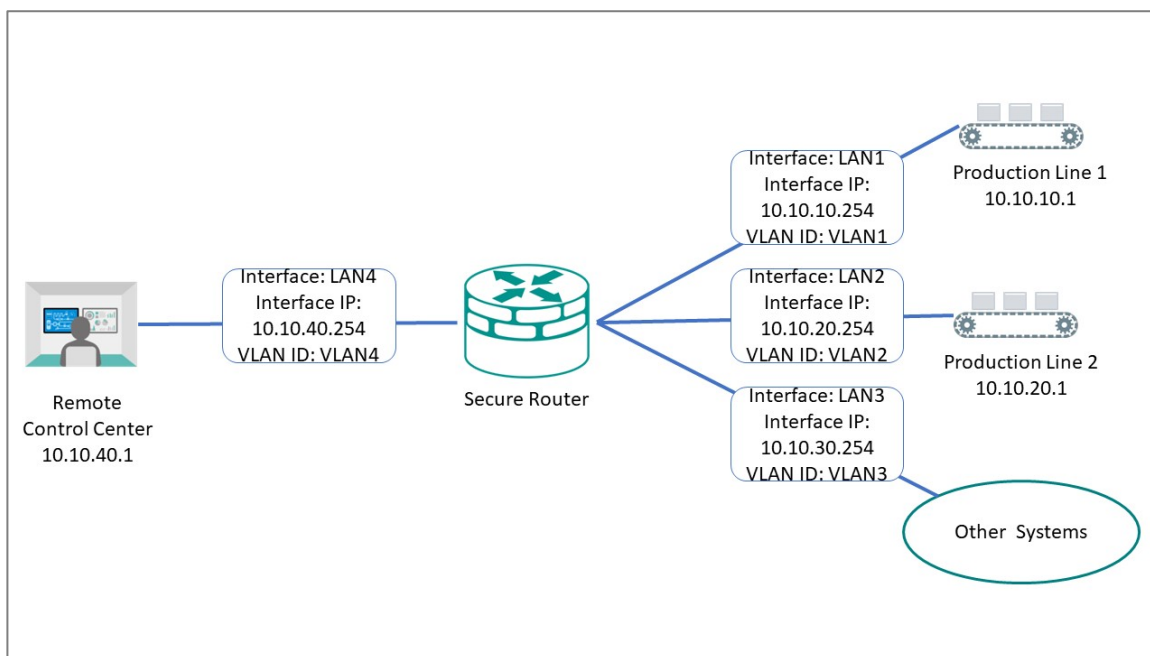 Interface: LAN1
Interface IP:
10.10.10.254
VLAN ID: VLAN1
Production Line 1
10.10.10.1
Interface: LAN4
Interface IP:
10.10.40.254
VLAN ID: VLAN4
Interface: LAN2
Interface IP:
10.10.20.254
VLAN ID: VLAN2
Production Line 2
10.10.20.1
Remote
Control Center
10.10.40.1
Secure Router
Interface: LAN3
Interface IP:
10.10.30.254
VLAN ID: VLAN3
Other Systems